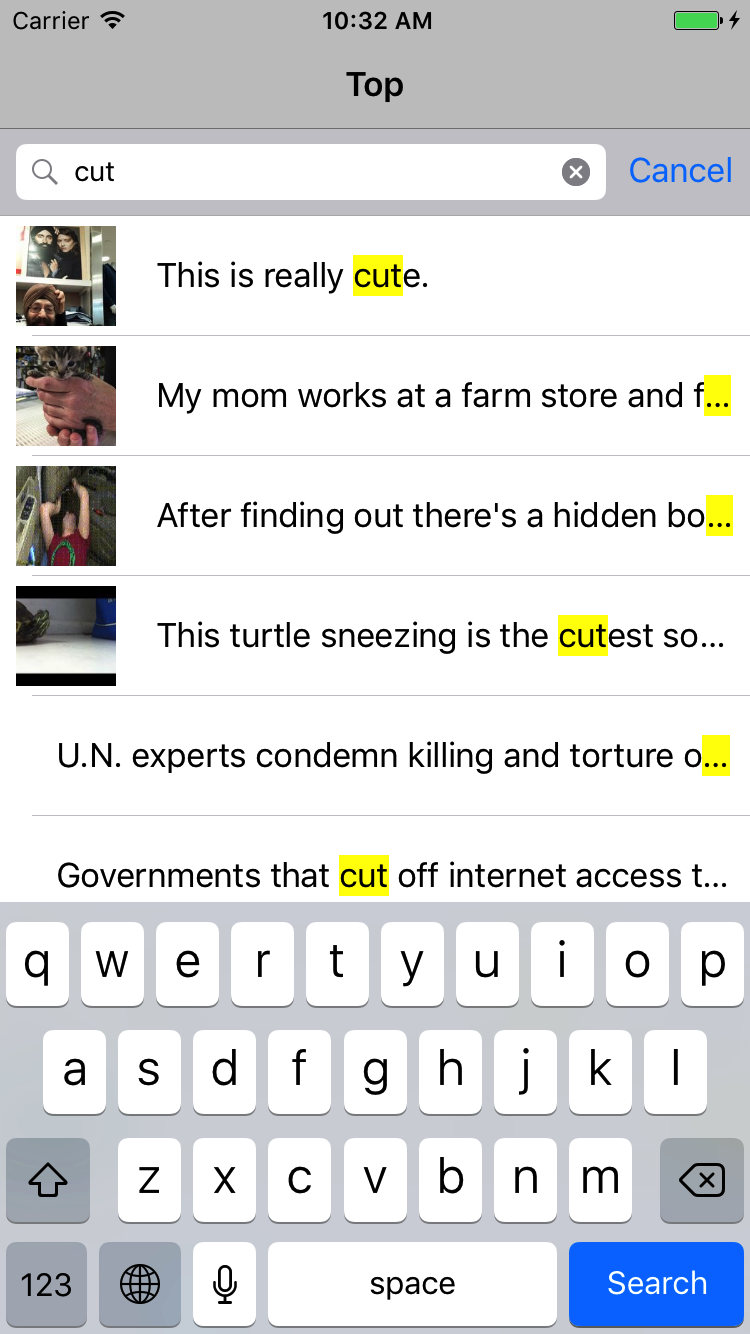 Carrier 10:32 AM
Top
cut Cancel
This is really cute.
My mom works at a farm store and f...
After finding out there's a hidden bo...
This turtle sneezing is the cutest so...
U.N. experts condemn killing and torture o...
Governments that cut off internet access t...
q w e r t y u i o p
a s d f g h j k l
z x c v b n m
123 space Search